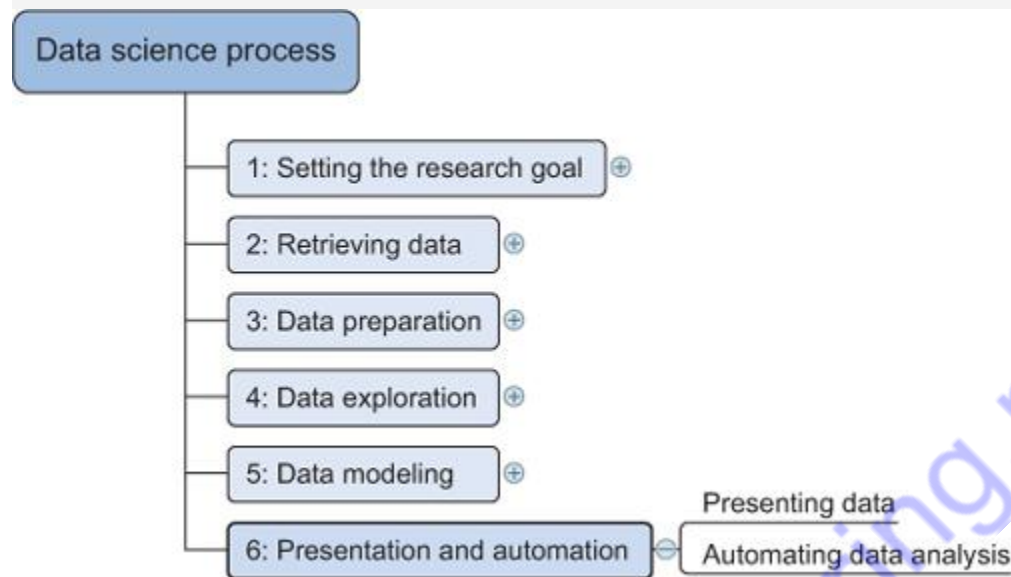 Data science process
1: Setting the research goal
2: Retrieving data
3: Data preparation
4: Data exploration
5: Data modeling
6: Presentation and automation
Presenting data
Automating data analysis